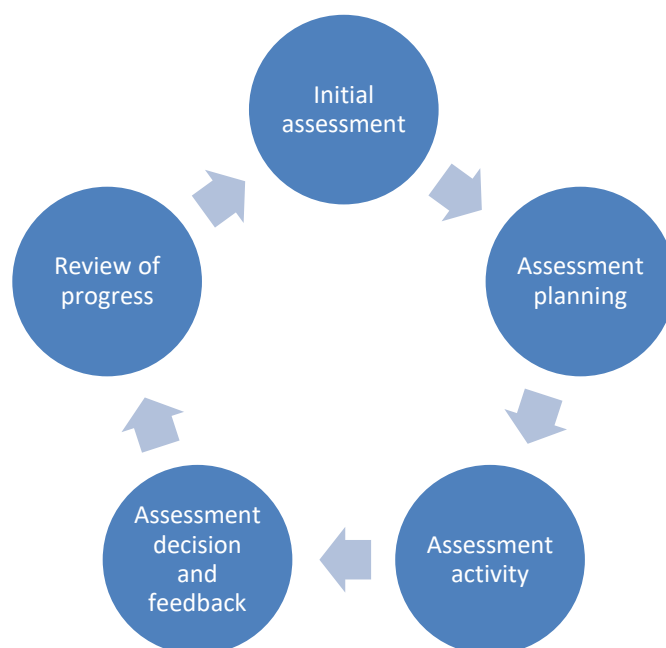 Initial
assessment
Assessment
planning
Assessment
activity
Assessment
decision
and
feedback
Review of
progress